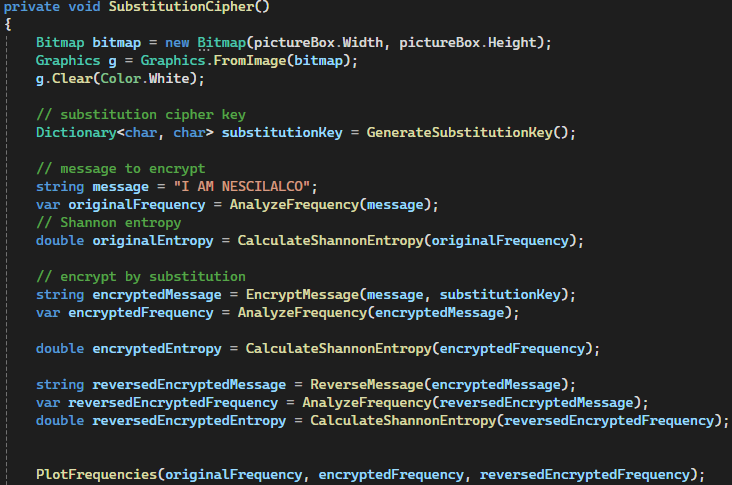 private void SubstitutionCipher()
{
Bitmap bitmap = new Bitmap(pictureBox.Width, pictureBox.Height);
Graphics g = Graphics.FromImage(bitmap);
g.Clear(Color.White);
// substitution cipher key
Dictionary<char, char> substitutionKey = GenerateSubstitutionKey();
// message to encrypt
string message = "I AM NESCILALCO";
var originalFrequency = AnalyzeFrequency(message);
// Shannon entropy
double originalEntropy = CalculateShannonEntropy(originalFrequency);
// encrypt by substitution
string encryptedMessage = EncryptMessage(message, substitutionKey);
var encryptedFrequency = AnalyzeFrequency(encryptedMessage);
double encryptedEntropy = CalculateShannonEntropy(encryptedFrequency);
string reversedEncryptedMessage = ReverseMessage(encryptedMessage);
var reversedEncryptedFrequency = AnalyzeFrequency(reversedEncryptedMessage);
double reversedEncryptedEntropy = CalculateShannonEntropy(reversedEncryptedFrequency);
PlotFrequencies(originalFrequency, encryptedFrequency, reversedEncryptedFrequency);